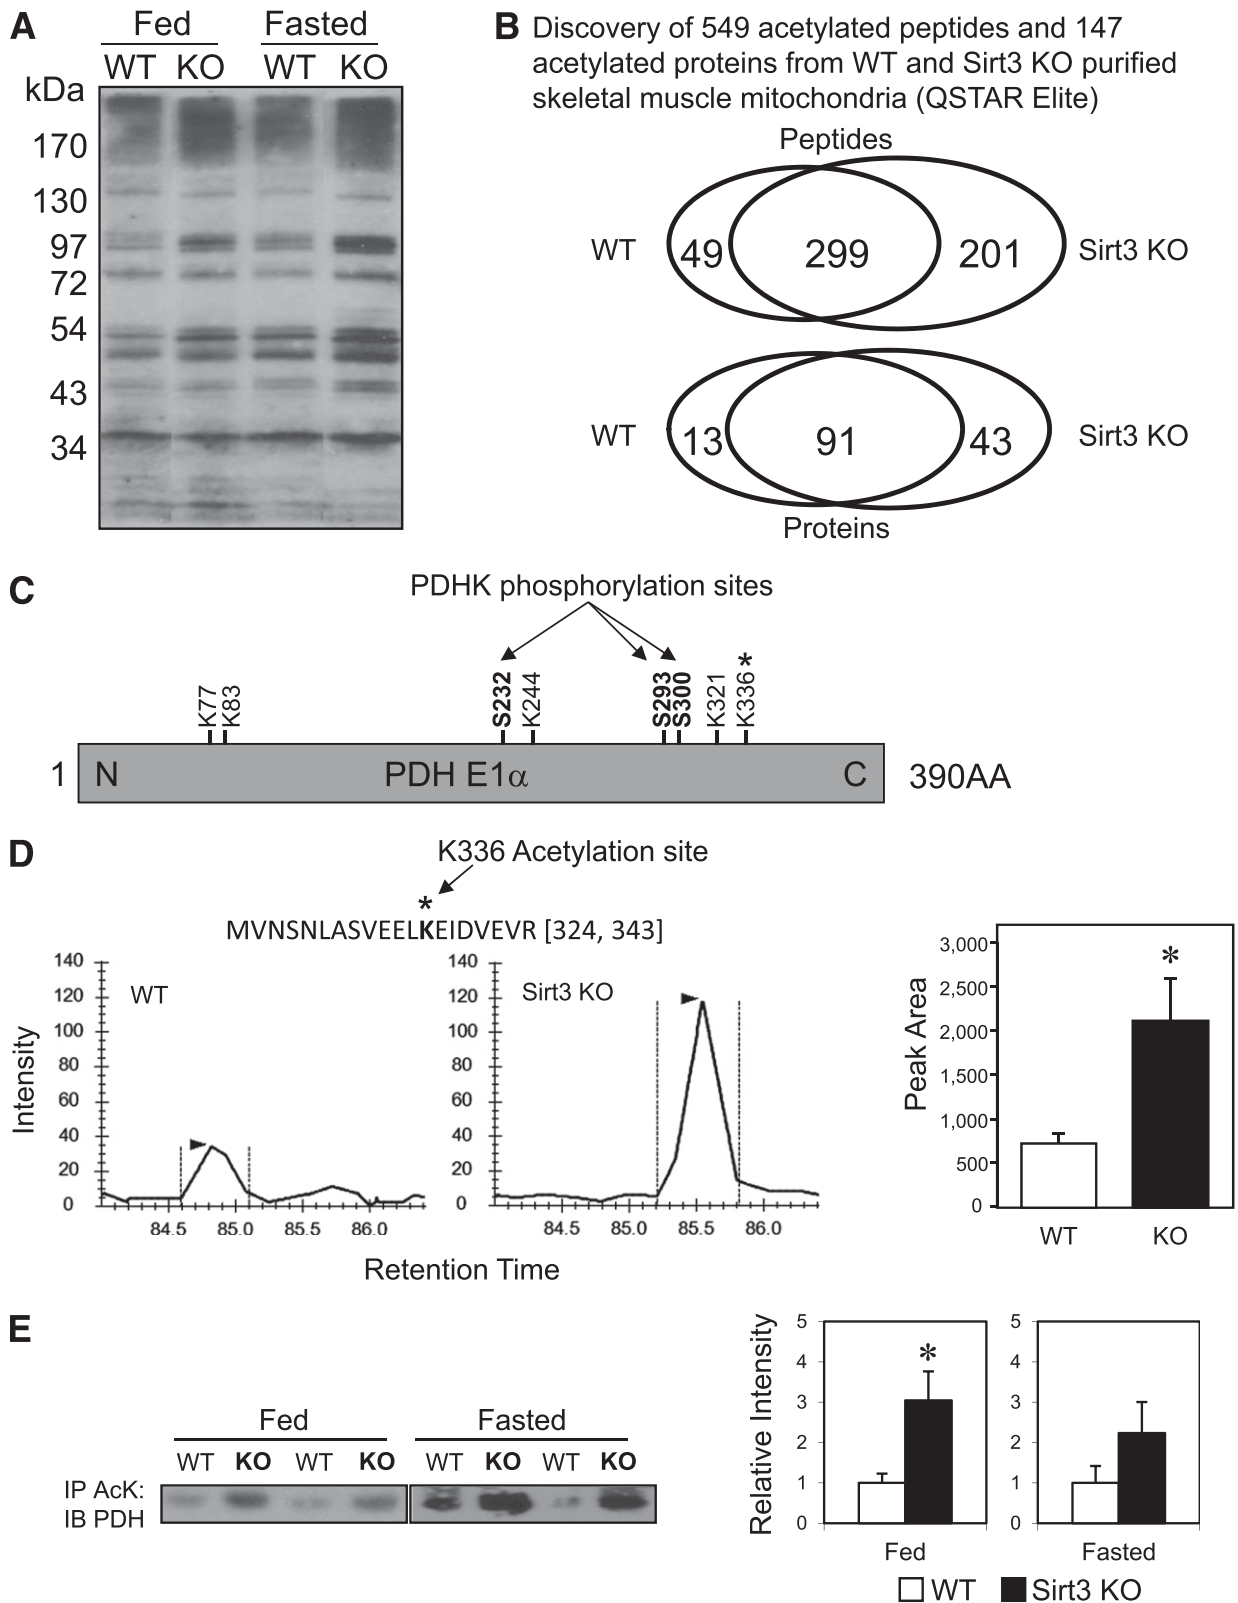 A
Fed Fasted
WT KO WT KO
kDa
170
130
97
72
54
43
34
B Discovery of 549 acetylated peptides and 147
acetylated proteins from WT and Sirt3 KO purified
skeletal muscle mitochondria (QSTAR Elite)
Peptides
WT 49 299 201 Sirt3 KO
WT 13 91 43 Sirt3 KO
Proteins
C
PDHK phosphorylation sites
K77 K83 S232 K244 S293 S300 K321 K336 *
1 N PDH E1α C 390AA
D
K336 Acetylation site
*
MVNSNLASVEELKEIDVEVR [324, 343]
Intensity
140
120
100
80
60
40
20
0
WT
84.5 85.0 85.5 86.0
140
120
100
80
60
40
20
0
Sirt3 KO
84.5 85.0 85.5 86.0
Retention Time
Peak Area
3,000
2,500
2,000
1,500
1,000
500
0
*
WT KO
E
Fed Fasted
WT KO WT KO WT KO WT KO
IP AcK:
IB PDH
Relative Intensity
5
4
3
2
1
0
*
Fed
5
4
3
2
1
0
Fasted
WT Sirt3 KO